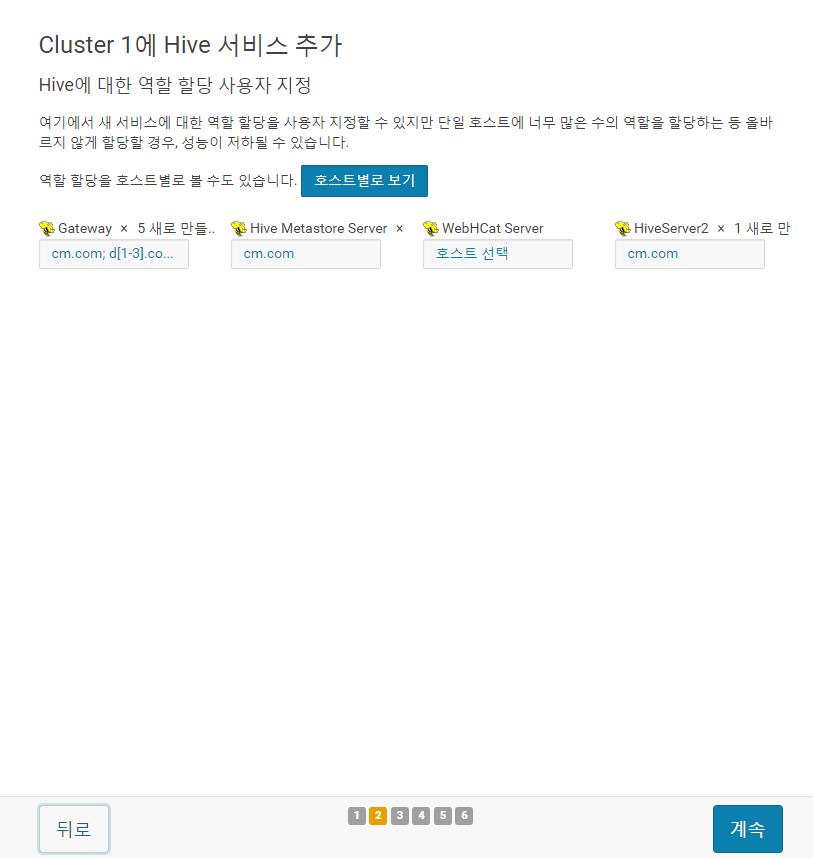 Cluster 1에 Hive 서비스 추가
Hive에 대한 역할 할당 사용자 지정
여기에서 새 서비스에 대한 역할 할당을 사용자 지정할 수 있지만 단일 호스트에 너무 많은 수의 역할을 할당하는 등 올바
르지 않게 할당할 경우, 성능이 저하될 수 있습니다.
역할 할당을 호스트별로 볼 수도 있습니다. 호스트별로 보기
Gateway × 5 새로 만들.. Hive Metastore Server × WebHCat Server HiveServer2 × 1 새로 만
cm.com; d[1-3].co... cm.com 호스트 선택 cm.com
뒤로 1 2 3 4 5 6 계속